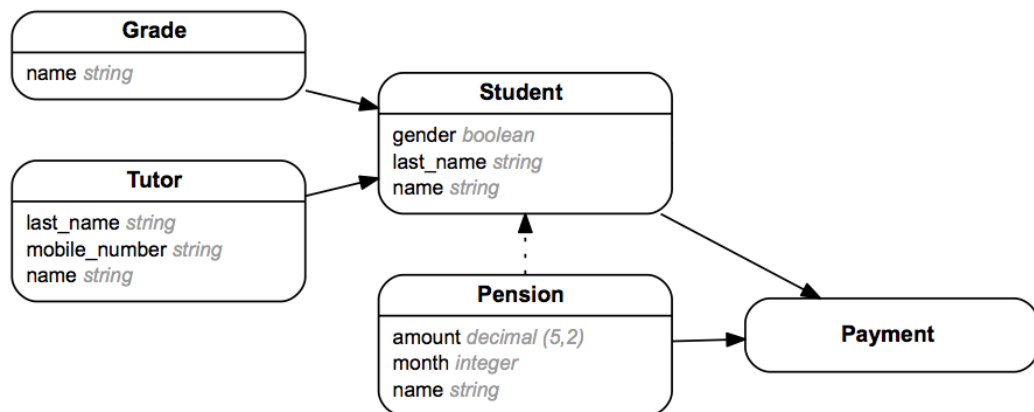 Grade
name string
Student
gender boolean
last_name string
name string
Tutor
last_name string
mobile_number string
name string
Pension
amount decimal (5,2)
month integer
name string
Payment